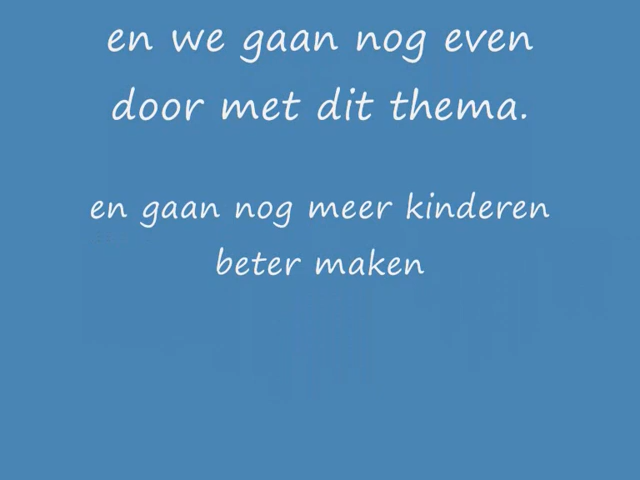 en we gaan nog even
door met dit thema.
en gaan nog meer kinderen
beter maken